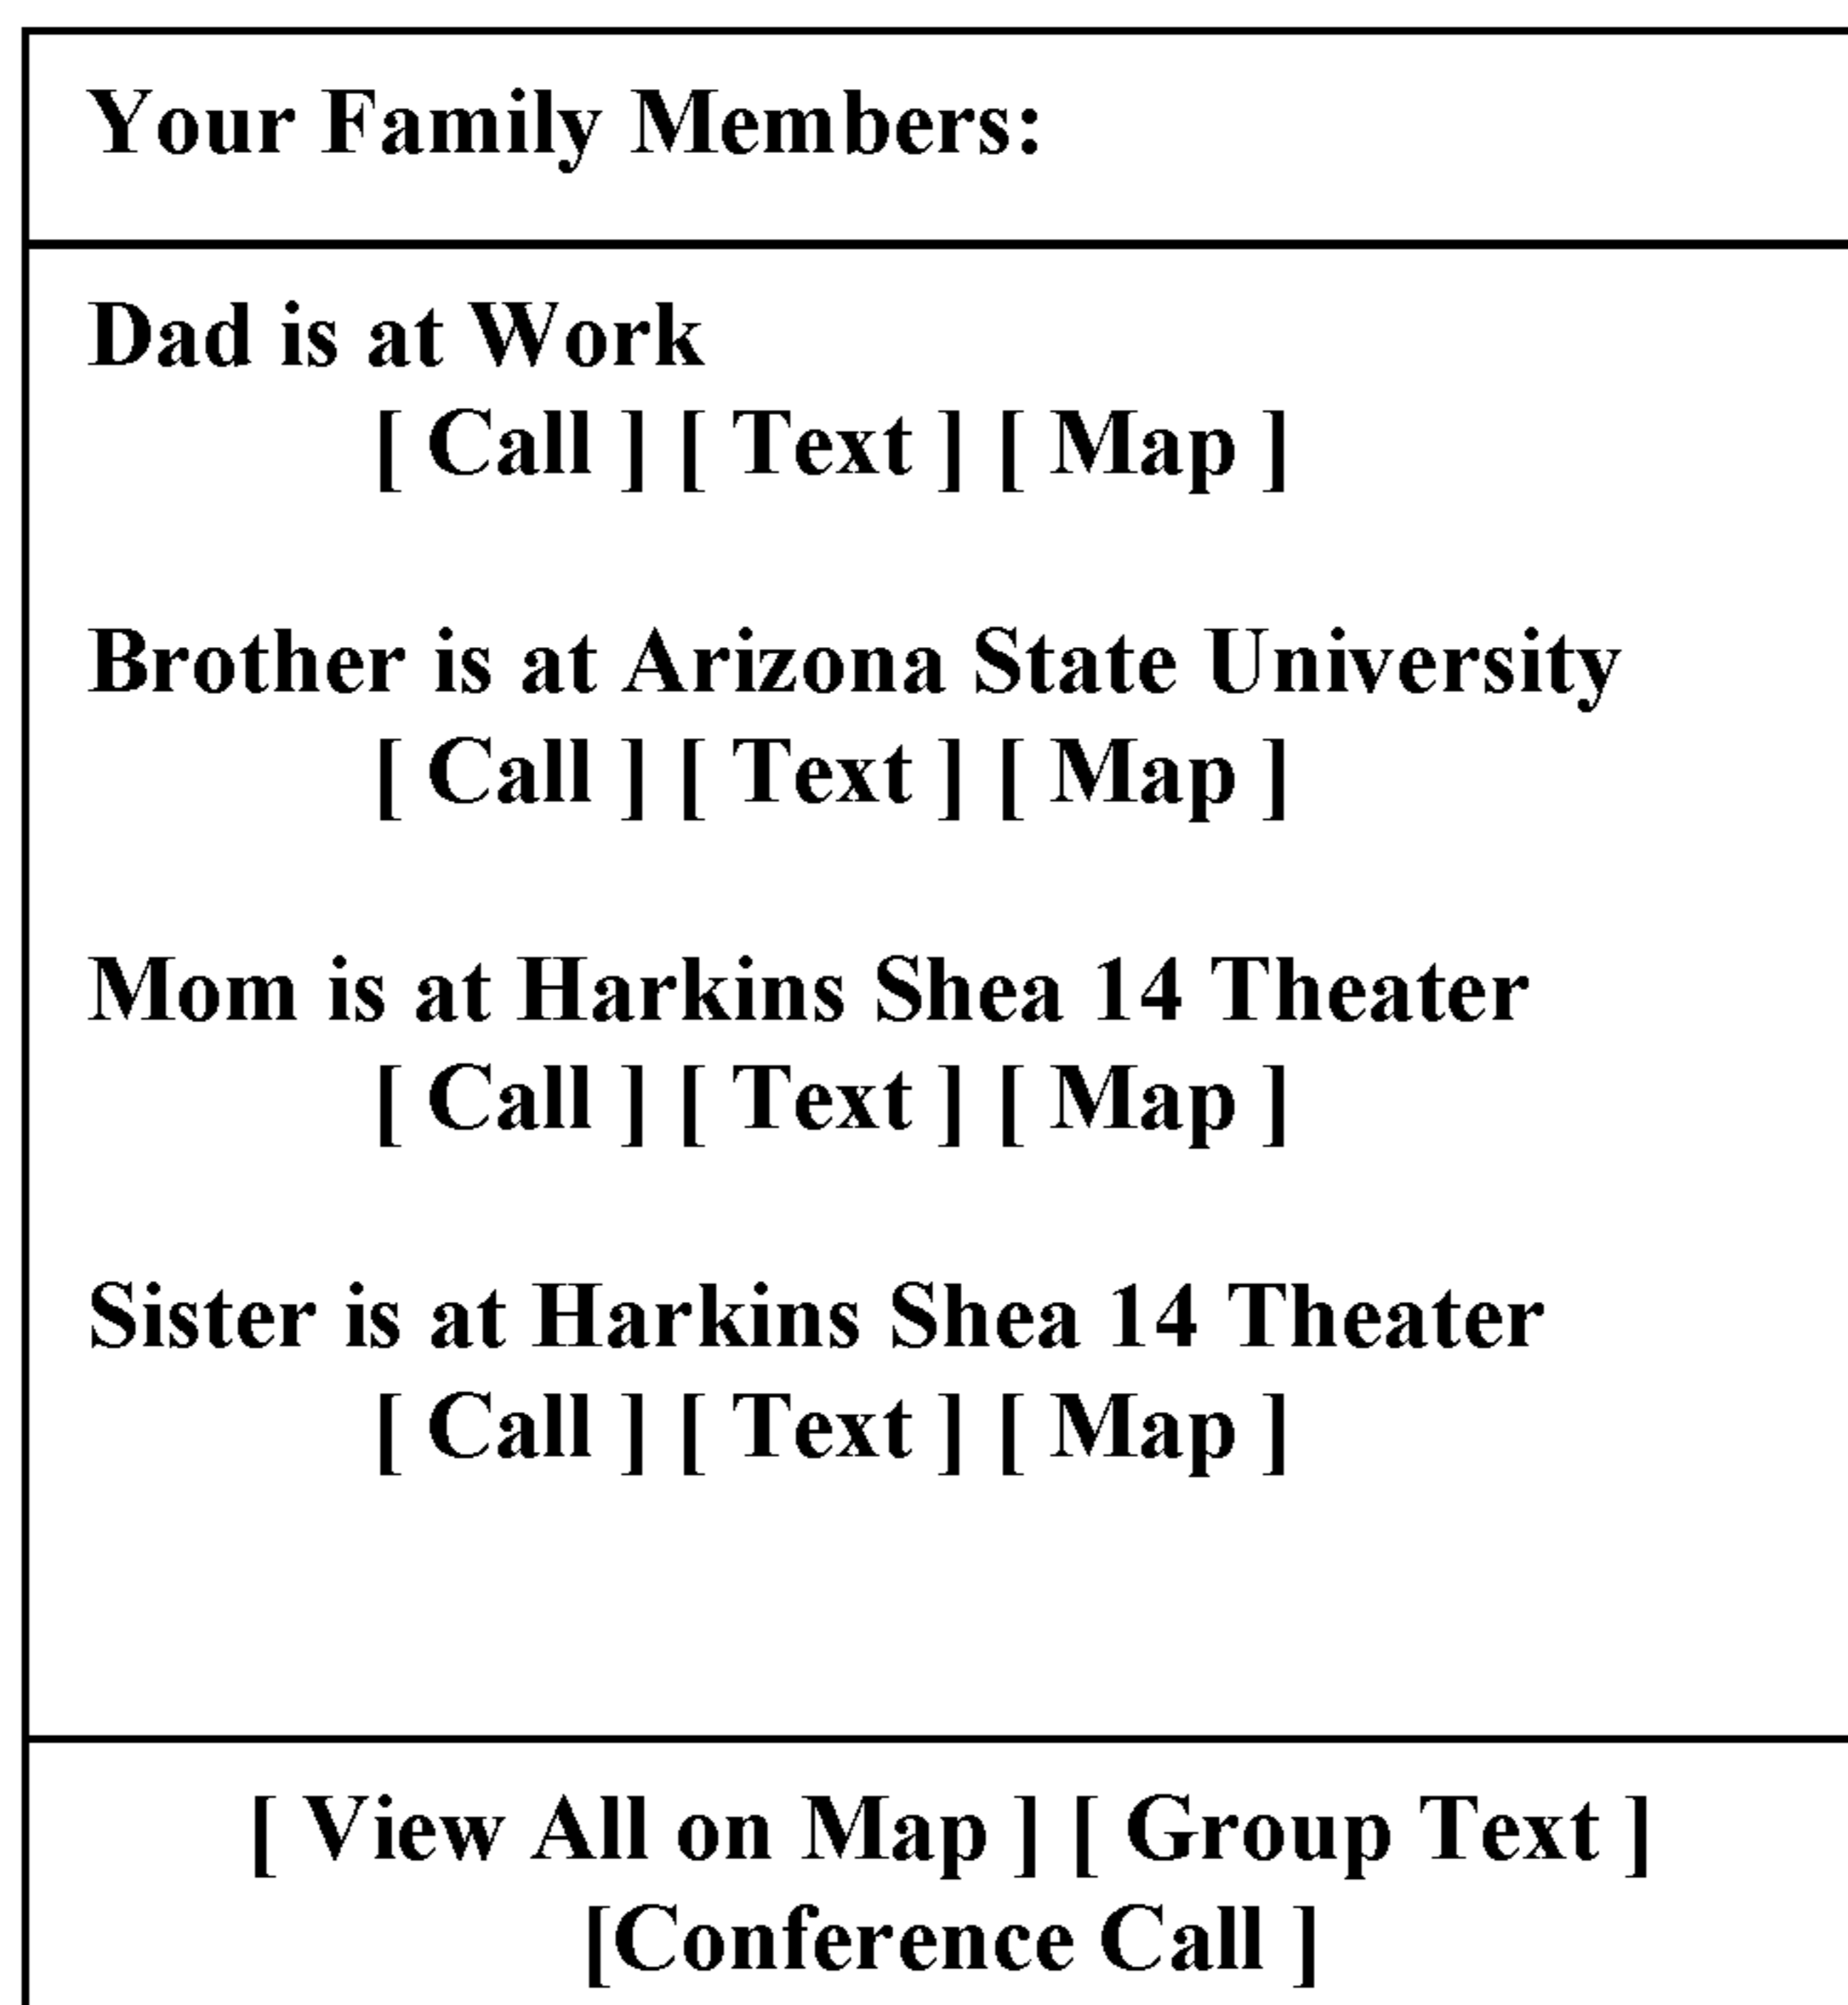 Your Family Members:
Dad is at Work
[ Call ] [ Text ] [ Map ]
Brother is at Arizona State University
[ Call ] [ Text ] [ Map ]
Mom is at Harkins Shea 14 Theater
[ Call ] [ Text ] [ Map ]
Sister is at Harkins Shea 14 Theater
[ Call ] [ Text ] [ Map ]
[ View All on Map ] [ Group Text ]
[Conference Call ]